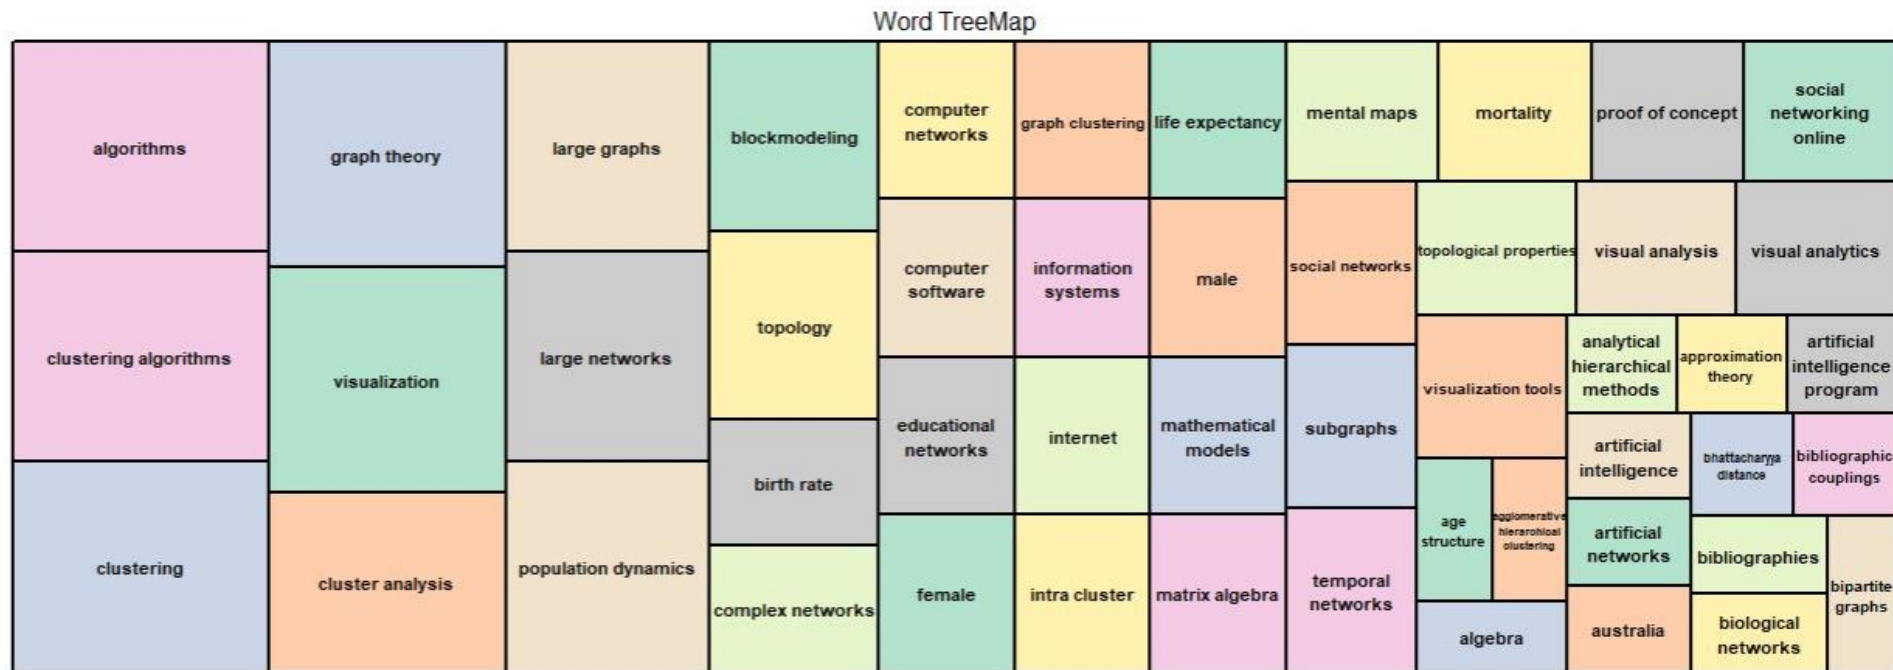 Word TreeMap
algorithms
clustering algorithms
clustering
graph theory
visualization
cluster analysis
large graphs
large networks
population dynamics
blockmodeling
topology
birth rate
complex networks
computer
networks
computer
software
educational
networks
female
graph clustering
information
systems
internet
intra cluster
life expectancy
male
mathematical
models
matrix algebra
mental maps
mortality
proof of concept
social
networking
online
social networks
subgraphs
temporal
networks
topological properties
visual analysis
visual analytics
visualization tools
age
structure
agglomerative
hierarchical
clustering
algebra
analytical
hierarchical
methods
approximation
theory
artificial
intelligence
program
artificial
intelligence
artificial
networks
australia
bhattacharyya
distance
bibliographic
couplings
bibliographies
biological
networks
bipartite
graphs